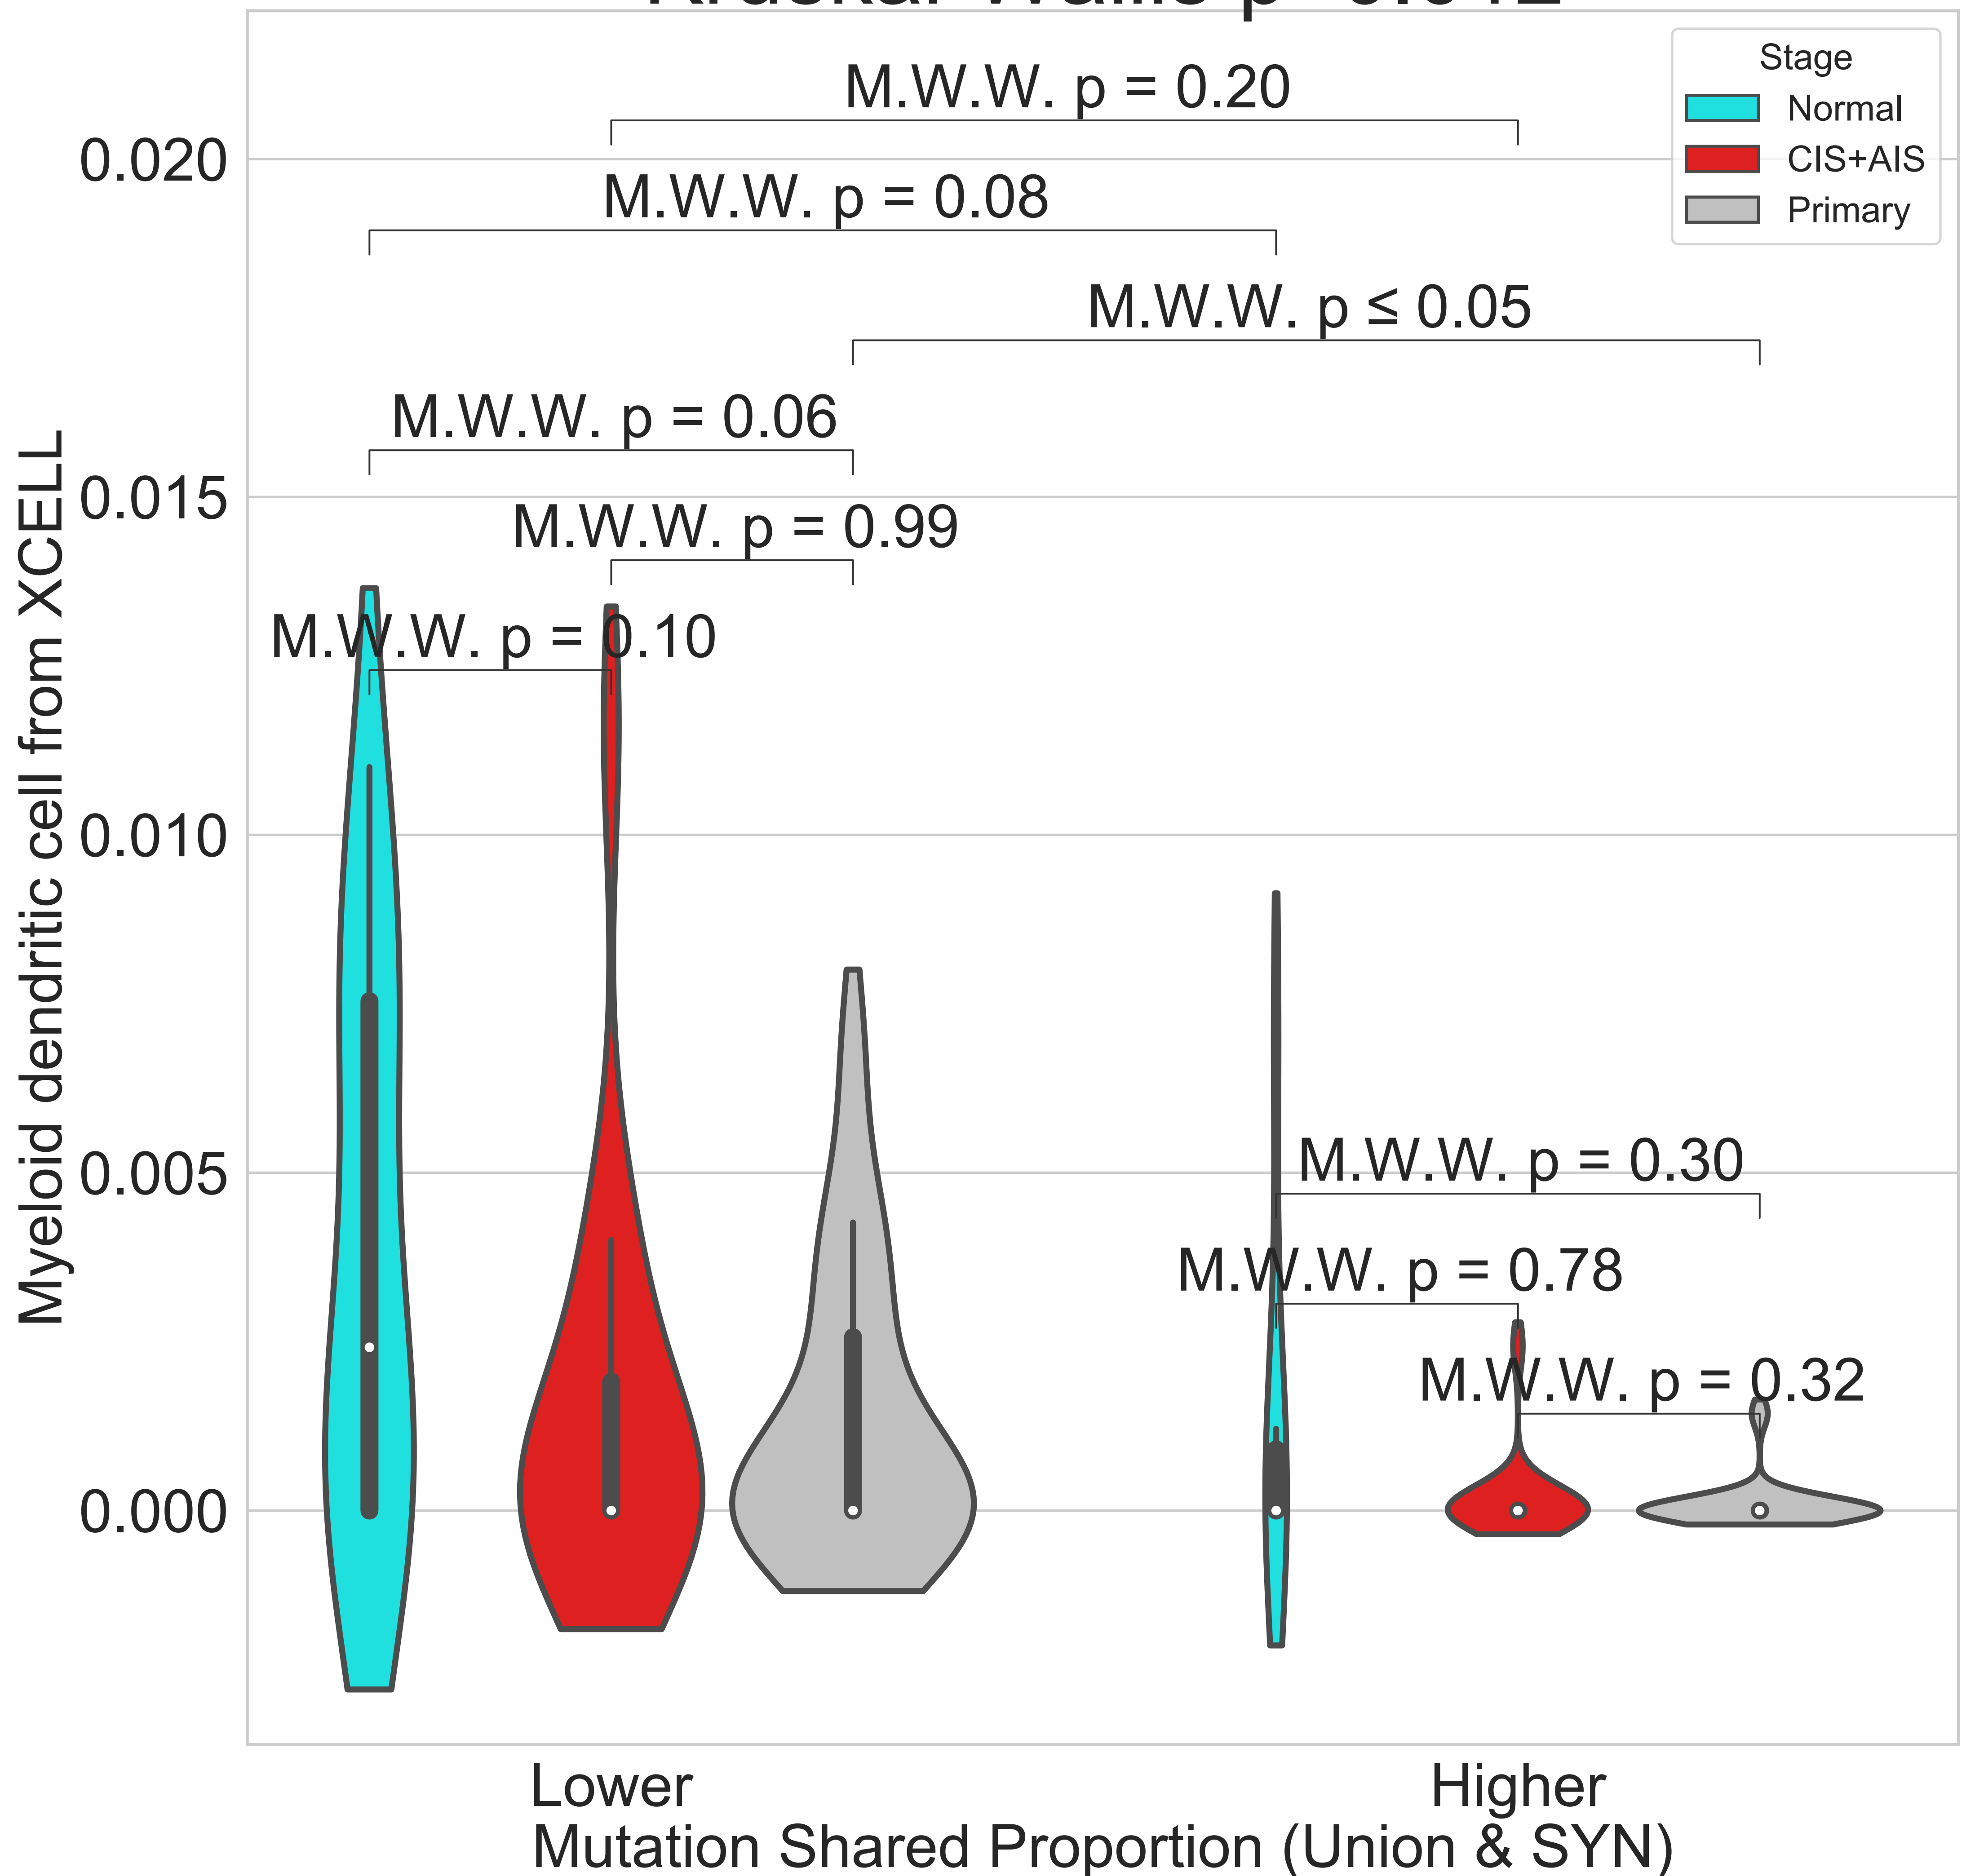 M.W.W. p = 0.20
M.W.W. p = 0.08
M.W.W. p ≤ 0.05
M.W.W. p = 0.06
M.W.W. p = 0.99
M.W.W. p = 0.10
M.W.W. p = 0.30
M.W.W. p = 0.78
M.W.W. p = 0.32
Stage
Normal
CIS+AIS
Primary
0.020
0.015
0.010
0.005
0.000
Myeloid dendritic cell from XCELL
Lower
Higher
Mutation Shared Proportion (Union & SYN)